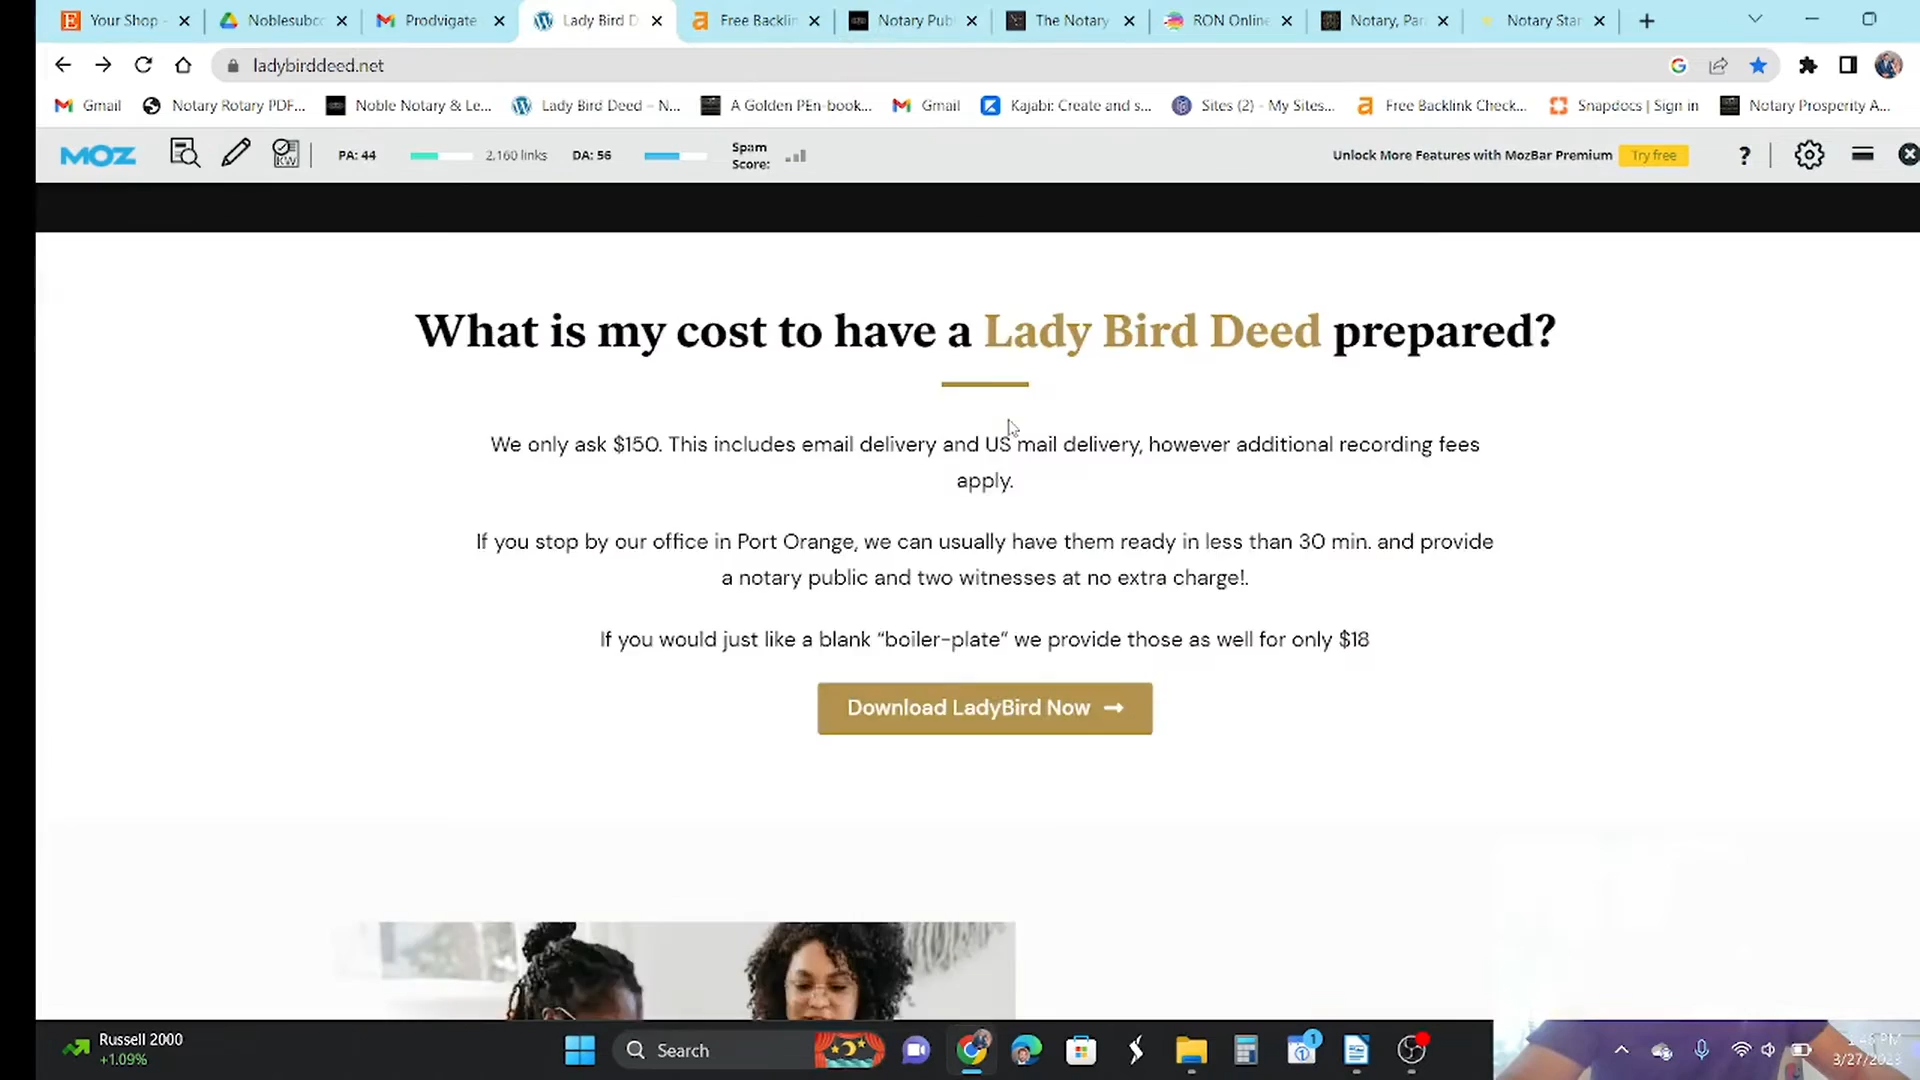 Your Shop -
Noblesubco
Prodvigate
Lady Bird D
Free Backlin
Notary Pub
The Notary
RON Online
Notary, Par
Notary Star
ladybirddeed.net
Gmail
Notary Rotary PDF...
Noble Notary & Le...
Lady Bird Deed – N...
A Golden PEn-book...
Gmail
Kajabi: Create and s...
Sites (2) - My Sites...
Free Backlink Check...
Snapdocs | Sign in
Notary Prosperity A...
MOZ
KW
PA: 44
2,160 links
DA: 56
Spam Score:
Unlock More Features with MozBar Premium
Try free
?
What is my cost to have a Lady Bird Deed prepared?
We only ask $150. This includes email delivery and US mail delivery, however additional recording fees
apply.
If you stop by our office in Port Orange, we can usually have them ready in less than 30 min. and provide
a notary public and two witnesses at no extra charge!.
If you would just like a blank “boiler-plate” we provide those as well for only $18
Download LadyBird Now →
Russell 2000
+1.09%
Search
1